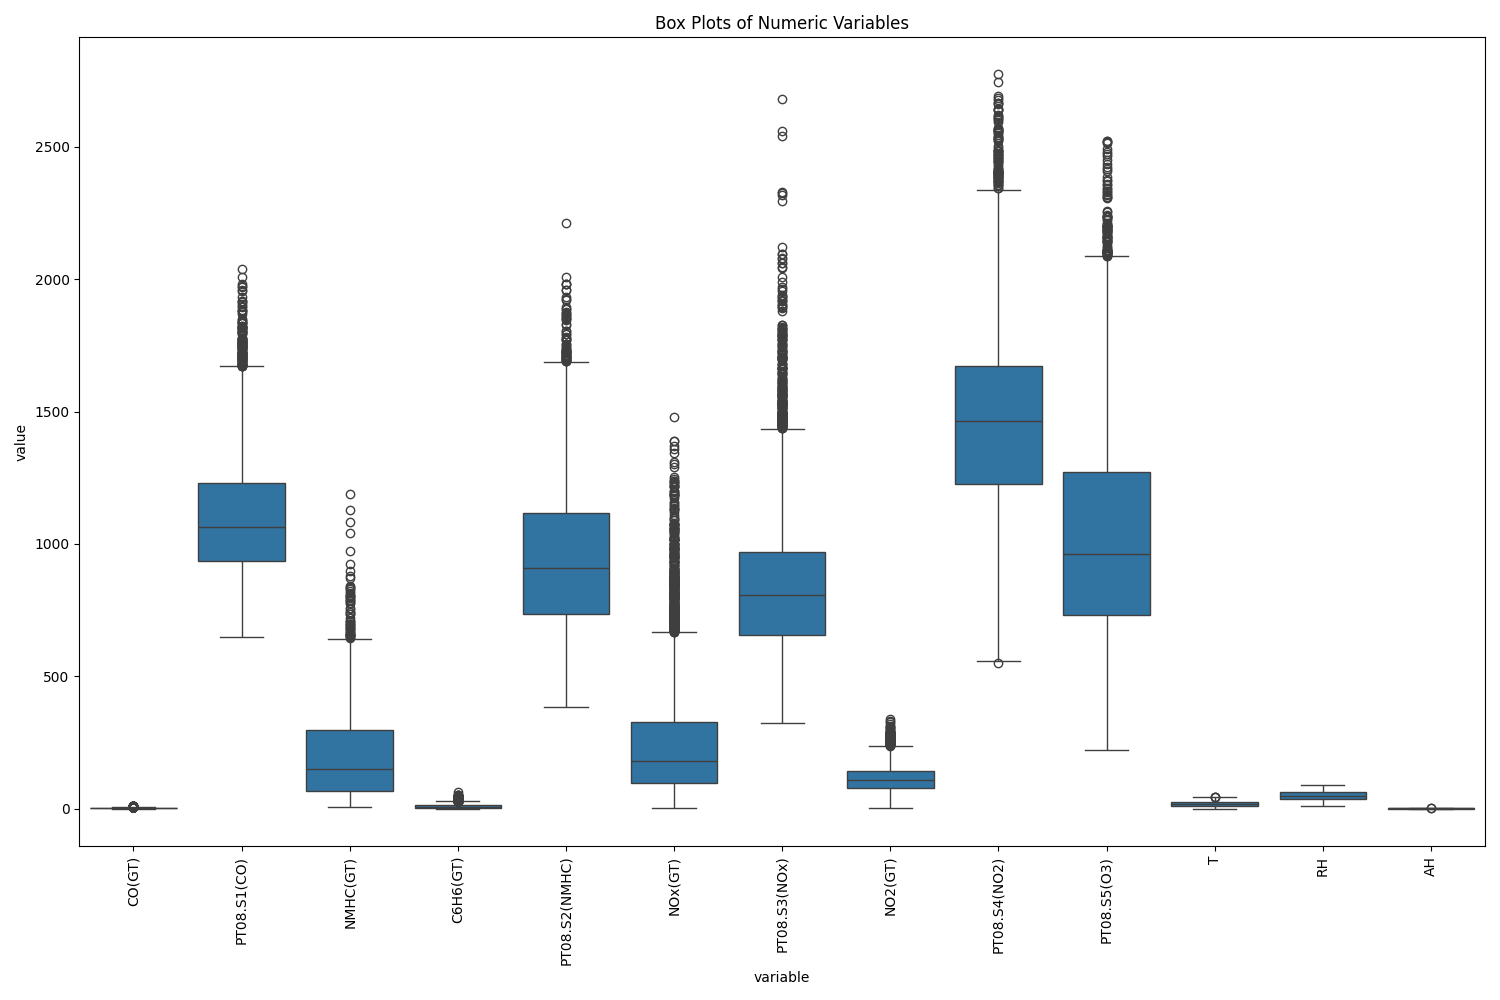 Box Plots of Numeric Variables
value
2500
2000
1500
1000
500
0
CO(GT)
PT08.S1(CO)
NMHC(GT)
C6H6(GT)
PT08.S2(NMHC)
NOx(GT)
PT08.S3(NOx)
NO2(GT)
PT08.S4(NO2)
PT08.S5(O3)
T
RH
AH
variable